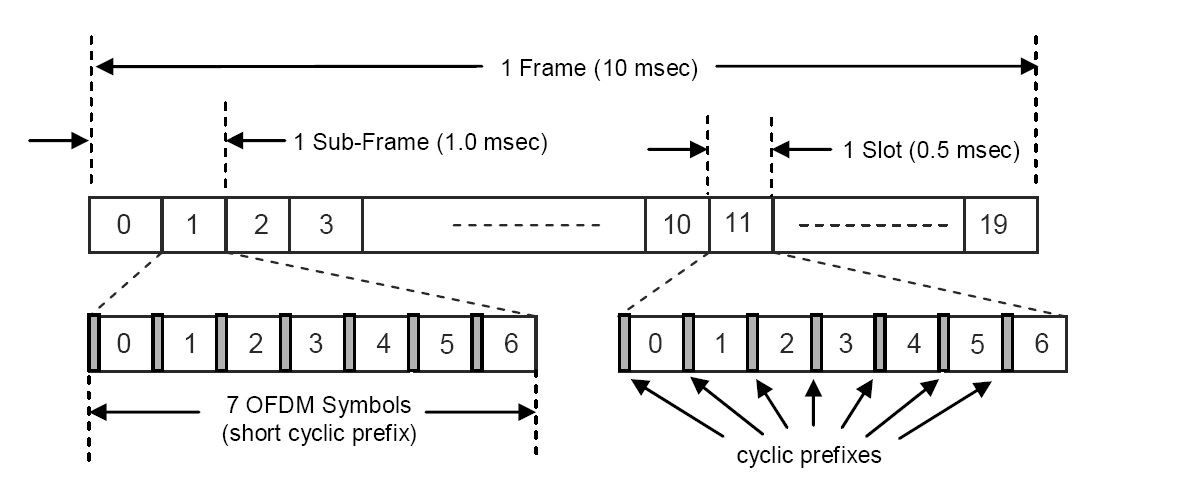 1 Frame (10 msec)
1 Sub-Frame (1.0 msec)
1 Slot (0.5 msec)
0 1 2 3 10 11 19
0 1 2 3 4 5 6
0 1 2 3 4 5 6
7 OFDM Symbols
(short cyclic prefix)
cyclic prefixes